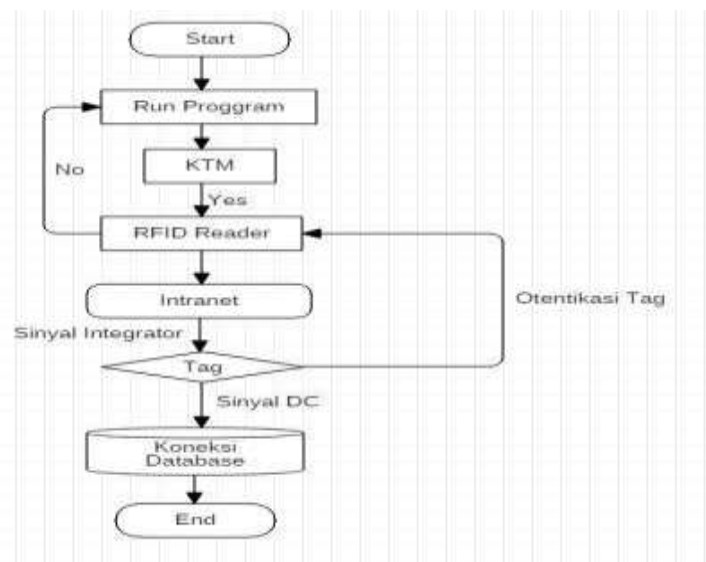 Start
Run Proggram
KTM
No
Yes
RFID Reader
Intranet
Otentikasi Tag
Sinyal Integrator
Tag
Sinyal DC
Koneksi
Database
End